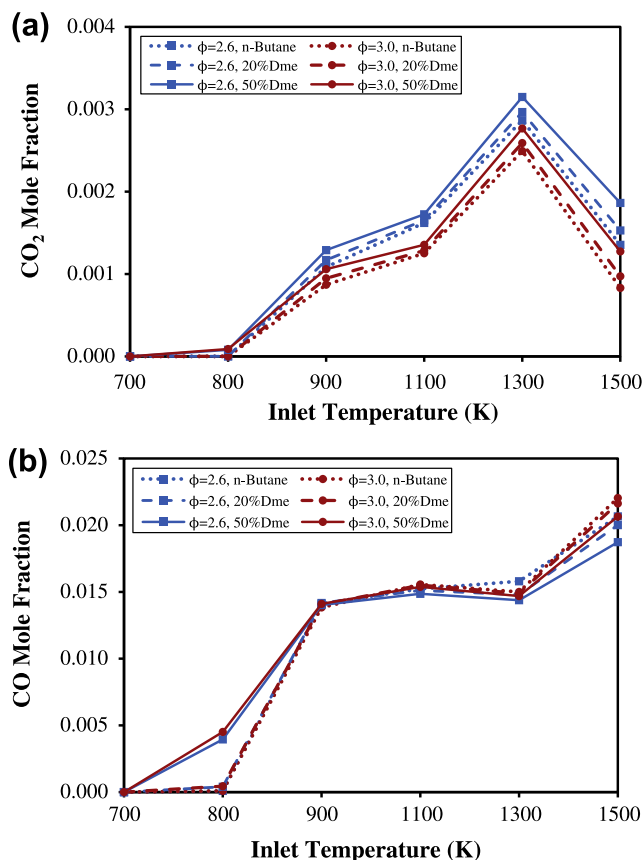 (a)
0.004
0.003
0.002
0.001
0.000
CO₂ Mole Fraction
ϕ=2.6, n-Butane ϕ=3.0, n-Butane
ϕ=2.6, 20%Dme ϕ=3.0, 20%Dme
ϕ=2.6, 50%Dme ϕ=3.0, 50%Dme
700 800 900 1100 1300 1500
Inlet Temperature (K)
(b)
0.025
0.020
0.015
0.010
0.005
0.000
CO Mole Fraction
ϕ=2.6, n-Butane ϕ=3.0, n-Butane
ϕ=2.6, 20%Dme ϕ=3.0, 20%Dme
ϕ=2.6, 50%Dme ϕ=3.0, 50%Dme
700 800 900 1100 1300 1500
Inlet Temperature (K)